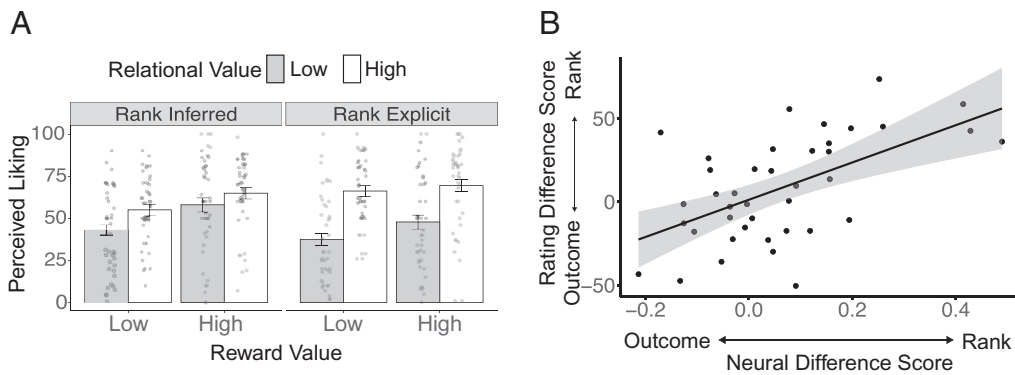 A
Relational Value Low High
Rank Inferred Rank Explicit
Perceived Liking
100
75
50
25
0
Low High Low High
Reward Value
B
Rating Difference Score
Outcome Rank
50
0
−50
−0.2 0.0 0.2 0.4
Outcome Rank
Neural Difference Score